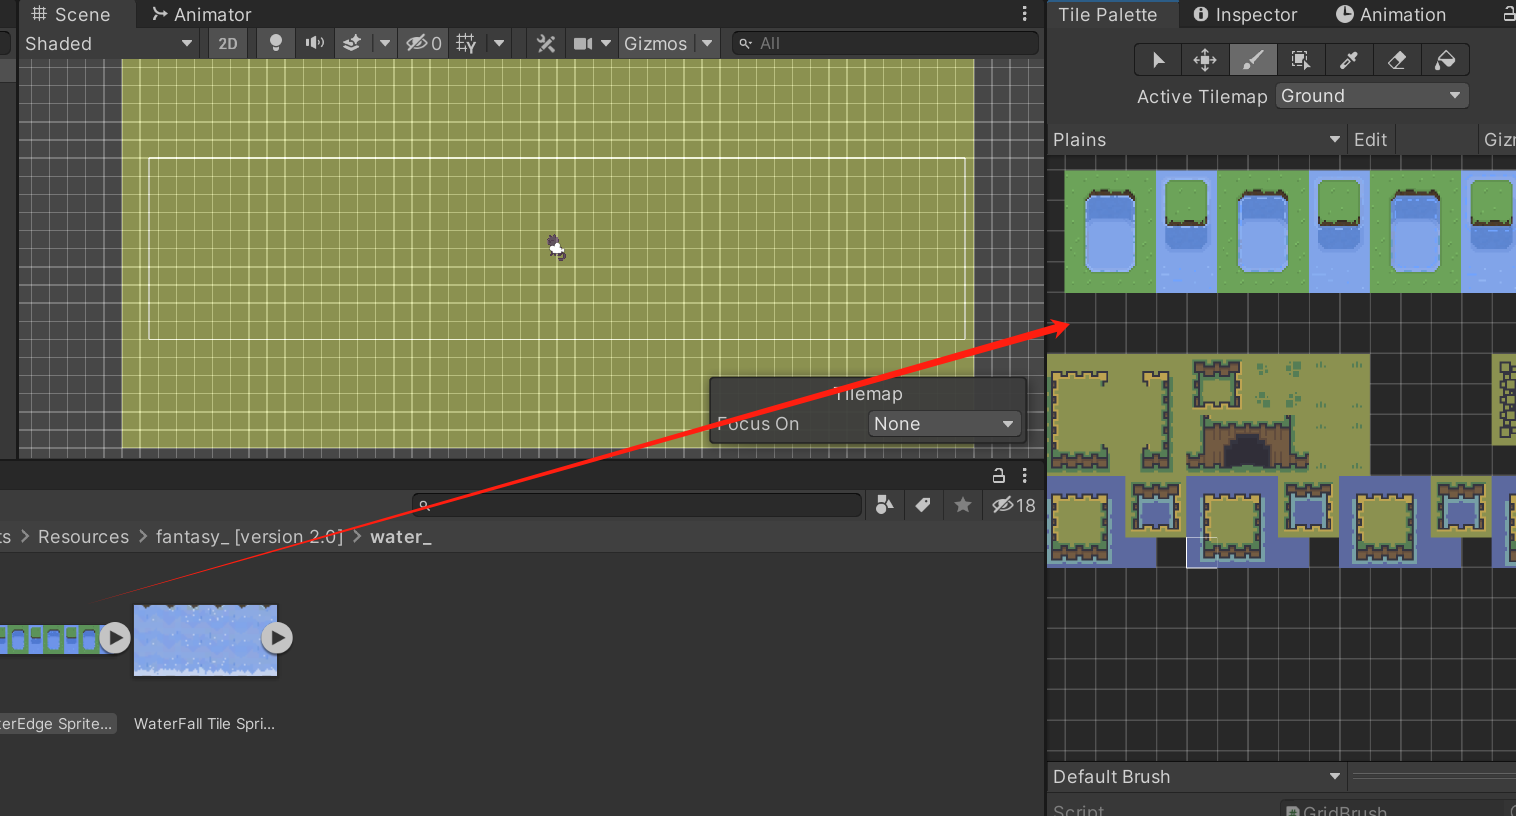 Scene
Animator
Tile Palette
Inspector
Animation
Shaded
2D
0
Gizmos
All
Active Tilemap
Ground
Plains
Edit
Giz
Tilemap
Focus On
None
18
ts > Resources > fantasy_ [version 2.0] > water_
erEdge Sprite...
WaterFall Tile Spri...
Default Brush
Script
GridBrush